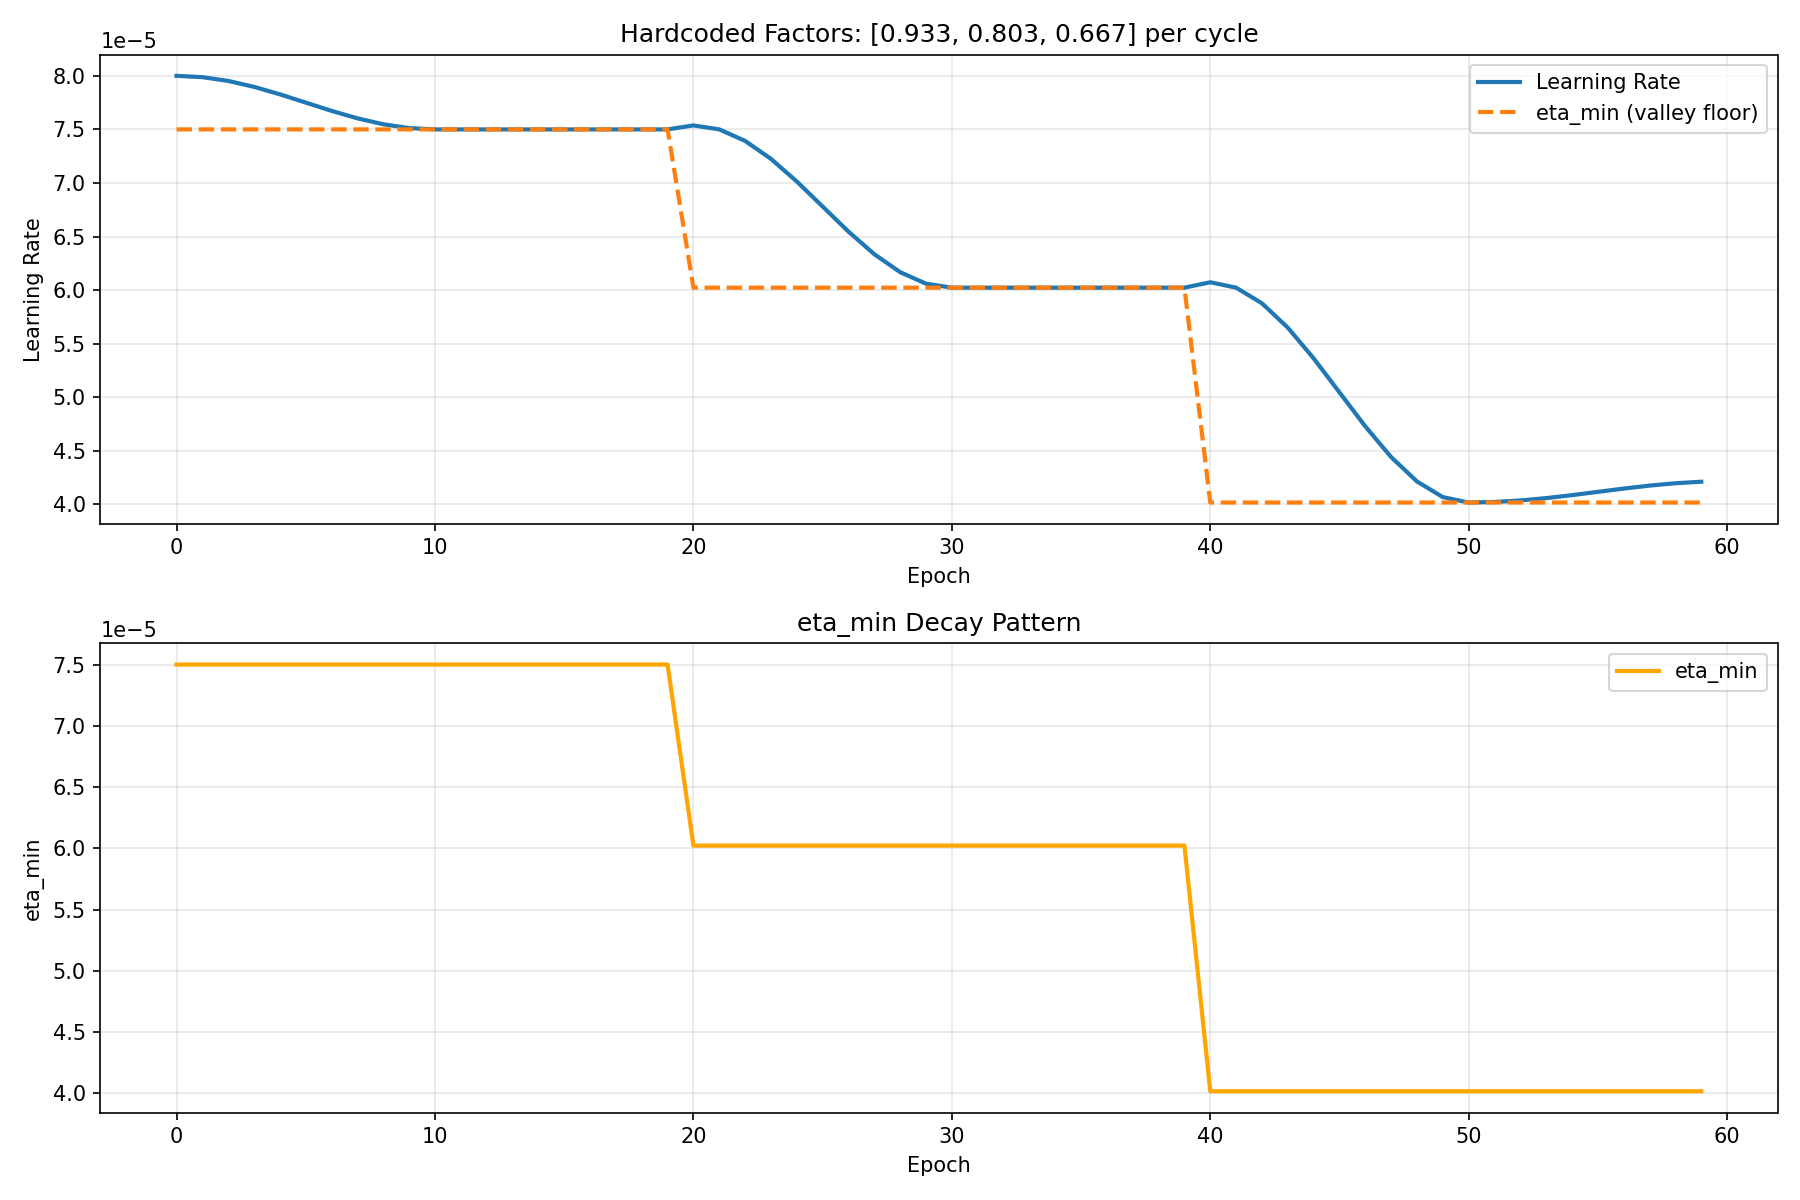 Hardcoded Factors: [0.933, 0.803, 0.667] per cycle
1e−5
8.0
7.5
7.0
6.5
6.0
5.5
5.0
4.5
4.0
Learning Rate
Learning Rate
eta_min (valley floor)
0 10 20 30 40 50 60
Epoch
eta_min Decay Pattern
1e−5
7.5
7.0
6.5
6.0
5.5
5.0
4.5
4.0
eta_min
eta_min
0 10 20 30 40 50 60
Epoch